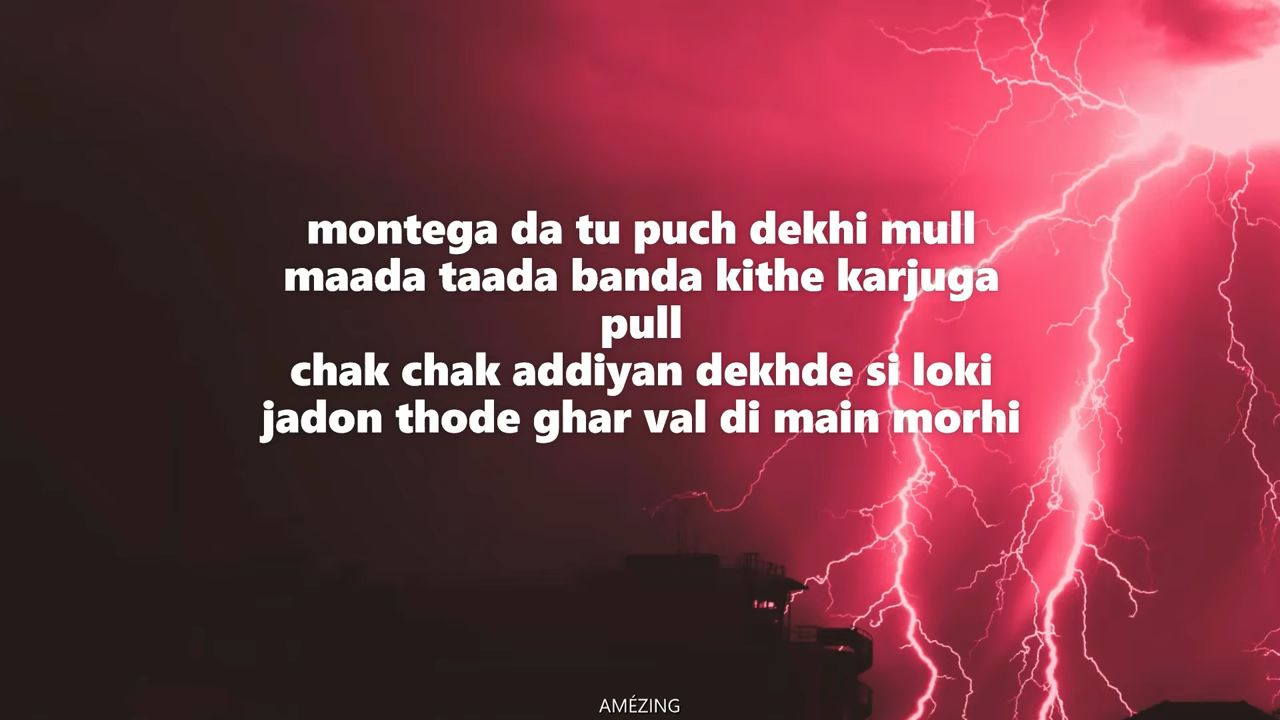 montega da tu puch dekhi mull
maada taada banda kithe karjuga
pull
chak chak addiyan dekhde si loki
jadon thode ghar val di main morhi
AMÉZING